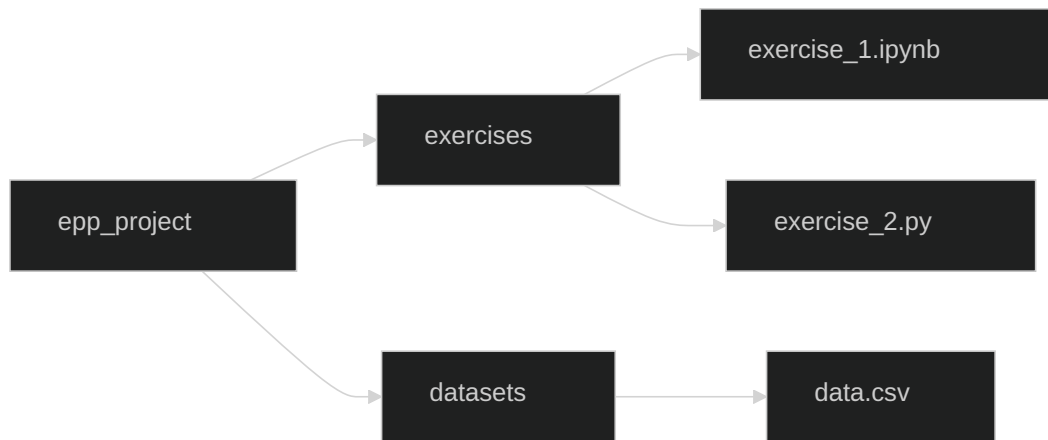 epp_project
exercises
exercise_1.ipynb
exercise_2.py
datasets
data.csv